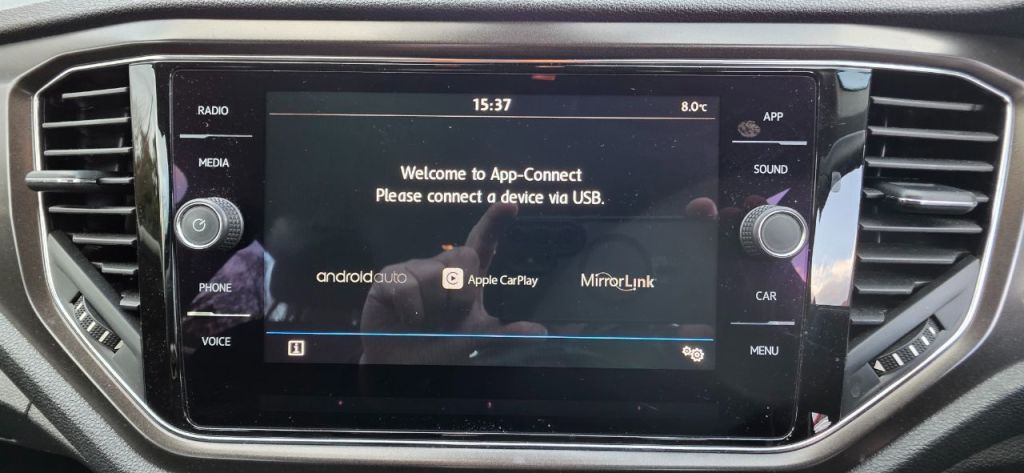 RADIO
MEDIA
PHONE
VOICE
15:37
8.0°C
Welcome to App-Connect
Please connect a device via USB.
androidauto
Apple CarPlay
MirrorLink
i
APP
SOUND
CAR
MENU